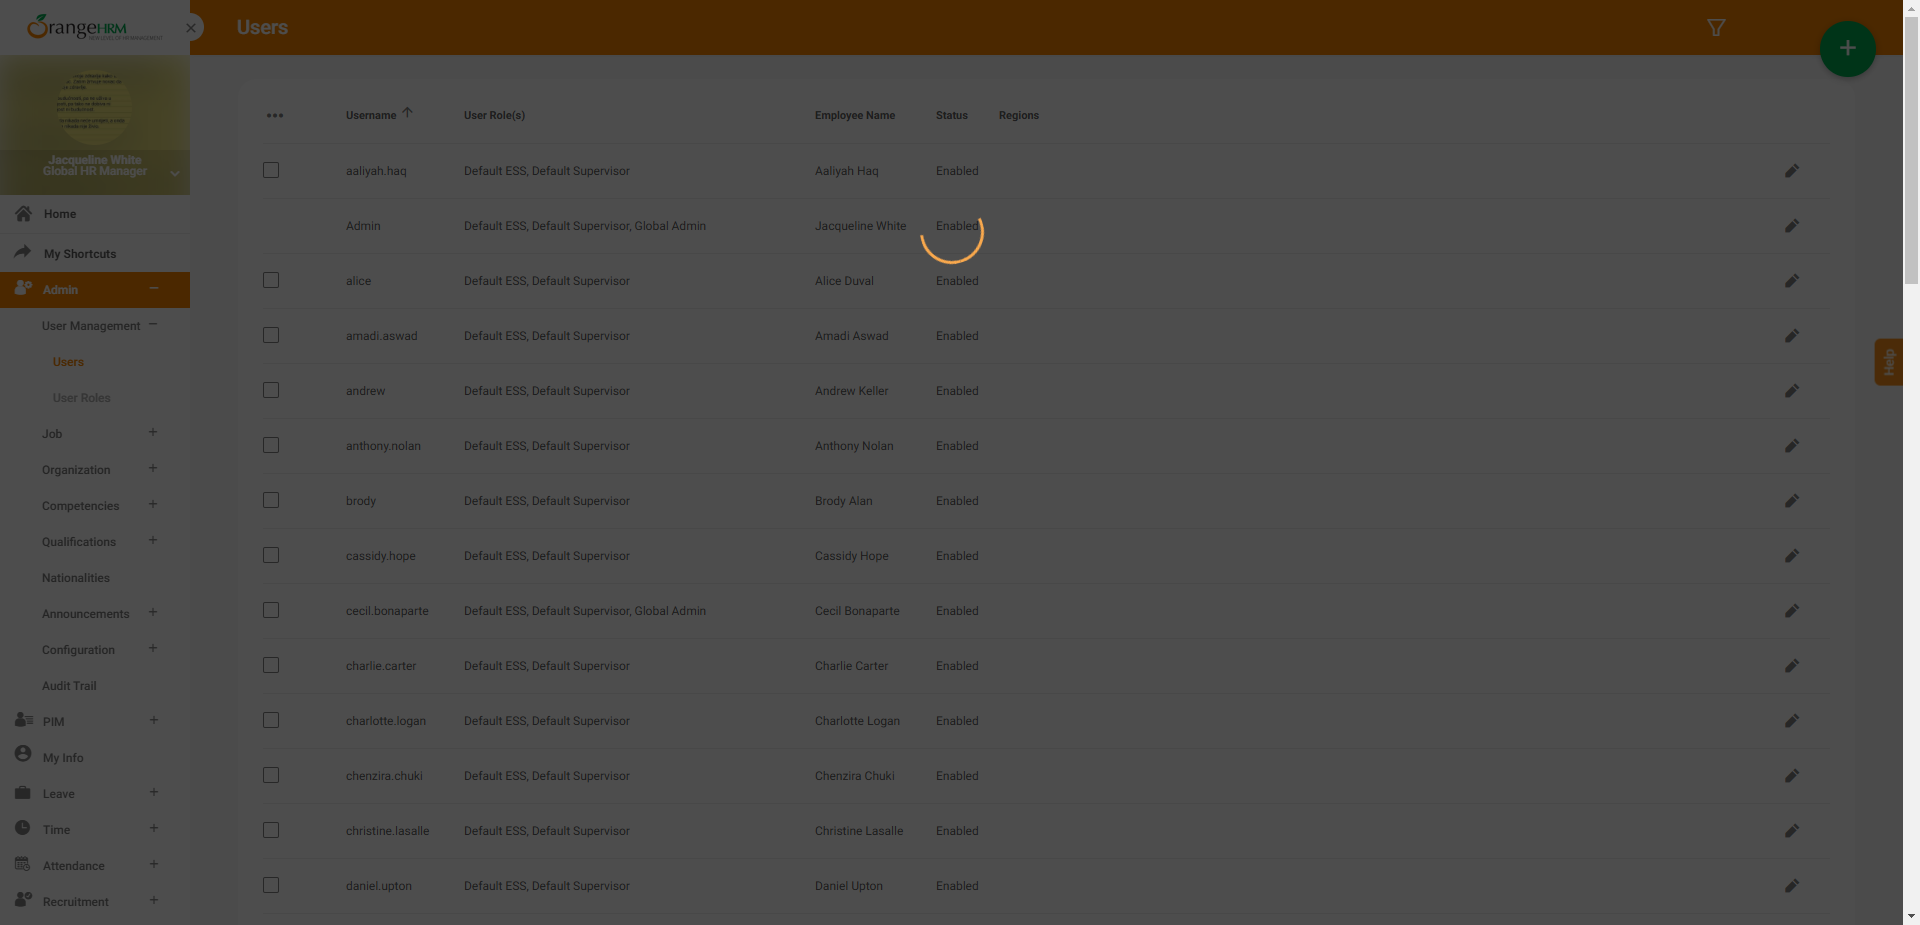 OrangeHRM
Users
Jacqueline White
Global HR Manager
Home
My Shortcuts
Admin
User Management
Users
User Roles
Job
Organization
Competencies
Qualifications
Nationalities
Announcements
Configuration
Audit Trail
PIM
My Info
Leave
Time
Attendance
Recruitment
Username User Role(s) Employee Name Status Regions
aaliyah.haq Default ESS, Default Supervisor Aaliyah Haq Enabled
Admin Default ESS, Default Supervisor, Global Admin Jacqueline White Enabled
alice Default ESS, Default Supervisor Alice Duval Enabled
amadi.aswad Default ESS, Default Supervisor Amadi Aswad Enabled
andrew Default ESS, Default Supervisor Andrew Keller Enabled
anthony.nolan Default ESS, Default Supervisor Anthony Nolan Enabled
brody Default ESS, Default Supervisor Brody Alan Enabled
cassidy.hope Default ESS, Default Supervisor Cassidy Hope Enabled
cecil.bonaparte Default ESS, Default Supervisor, Global Admin Cecil Bonaparte Enabled
charlie.carter Default ESS, Default Supervisor Charlie Carter Enabled
charlotte.logan Default ESS, Default Supervisor Charlotte Logan Enabled
chenzira.chuki Default ESS, Default Supervisor Chenzira Chuki Enabled
christine.lasalle Default ESS, Default Supervisor Christine Lasalle Enabled
daniel.upton Default ESS, Default Supervisor Daniel Upton Enabled
Help